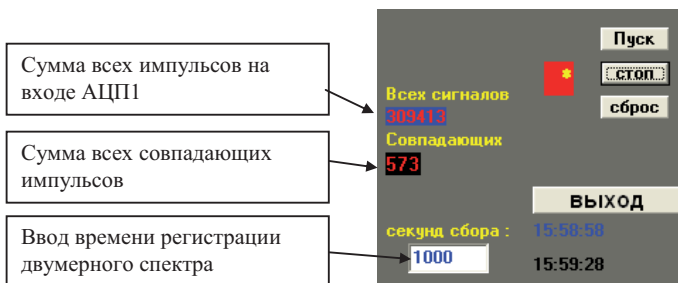 Сумма всех импульсов на
входе АЦП1
Сумма всех совпадающих
импульсов
Ввод времени регистрации
двумерного спектра
Пуск
*
стоп
сброс
Всех сигналов
309413
Совпадающих
573
ВЫХОД
секунд сбора :
15:58:58
1000
15:59:28